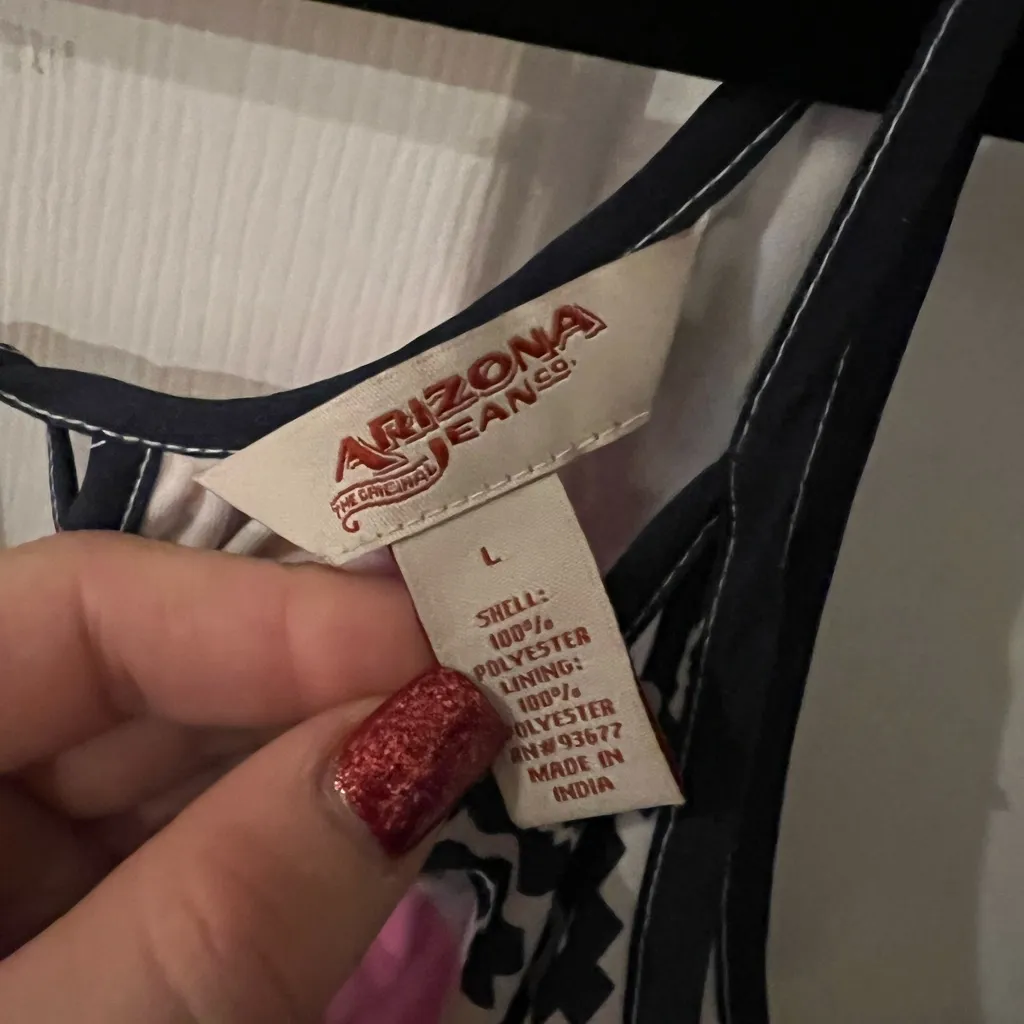 ARIZONA
JEAN CO.
THE ORIGINAL
L
SHELL:
100%
POLYESTER
LINING:
100%
POLYESTER
RN#93677
MADE IN
INDIA